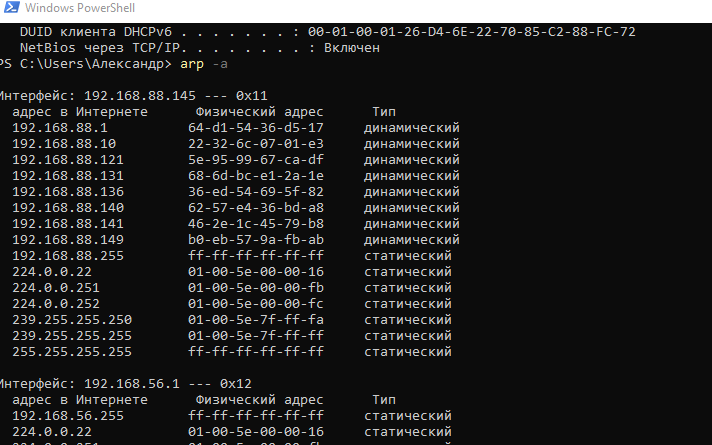 Windows PowerShell
DUID клиента DHCPv6 . . . . . . . : 00-01-00-01-26-D4-6E-22-70-85-C2-88-FC-72
NetBios через TCP/IP. . . . . . . . : Включен
PS C:\Users\Александр> arp -a
Интерфейс: 192.168.88.145 --- 0x11
адрес в Интернете Физический адрес Тип
192.168.88.1 64-d1-54-36-d5-17 динамический
192.168.88.10 22-32-6c-07-01-e3 динамический
192.168.88.121 5e-95-99-67-ca-df динамический
192.168.88.131 68-6d-bc-e1-2a-1e динамический
192.168.88.136 36-ed-54-69-5f-82 динамический
192.168.88.140 62-57-e4-36-bd-a8 динамический
192.168.88.141 46-2e-1c-45-79-b8 динамический
192.168.88.149 b0-eb-57-9a-fb-ab динамический
192.168.88.255 ff-ff-ff-ff-ff-ff статический
224.0.0.22 01-00-5e-00-00-16 статический
224.0.0.251 01-00-5e-00-00-fb статический
224.0.0.252 01-00-5e-00-00-fc статический
239.255.255.250 01-00-5e-7f-ff-fa статический
239.255.255.255 01-00-5e-7f-ff-ff статический
255.255.255.255 ff-ff-ff-ff-ff-ff статический
Интерфейс: 192.168.56.1 --- 0x12
адрес в Интернете Физический адрес Тип
192.168.56.255 ff-ff-ff-ff-ff-ff статический
224.0.0.22 01-00-5e-00-00-16 статический